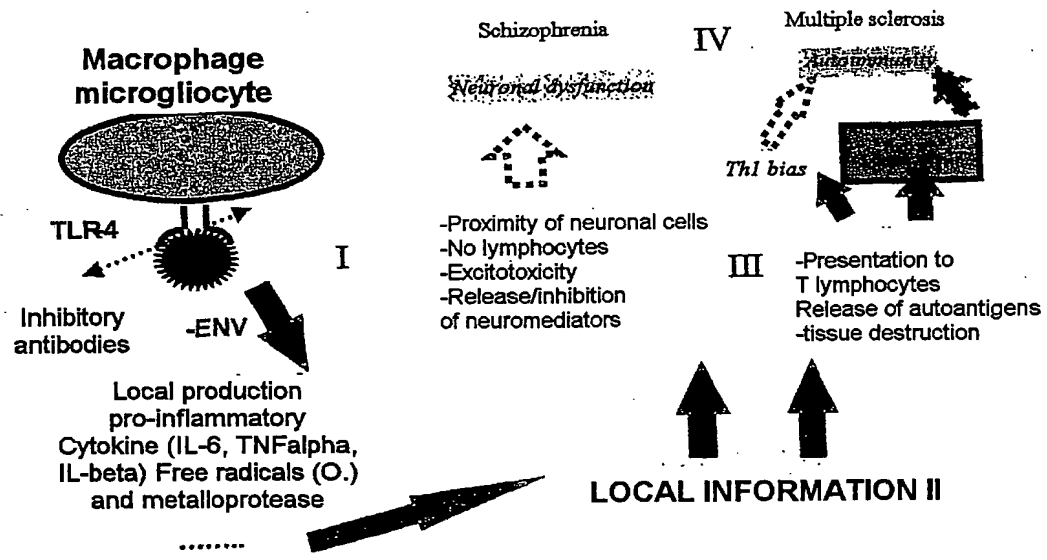 Macrophage
microgliocyte
TLR4
I
Inhibitory
antibodies
-ENV
Local production
pro-inflammatory
Cytokine (IL-6, TNFalpha,
IL-beta) Free radicals (O.)
and metalloprotease
........
Schizophrenia
Neuronal dysfunction
-Proximity of neuronal cells
-No lymphocytes
-Excitotoxicity
-Release/inhibition
of neuromediators
IV
Multiple sclerosis
Autoimmunity
Th1 bias
III
-Presentation to
T lymphocytes
Release of autoantigens
-tissue destruction
LOCAL INFORMATION II